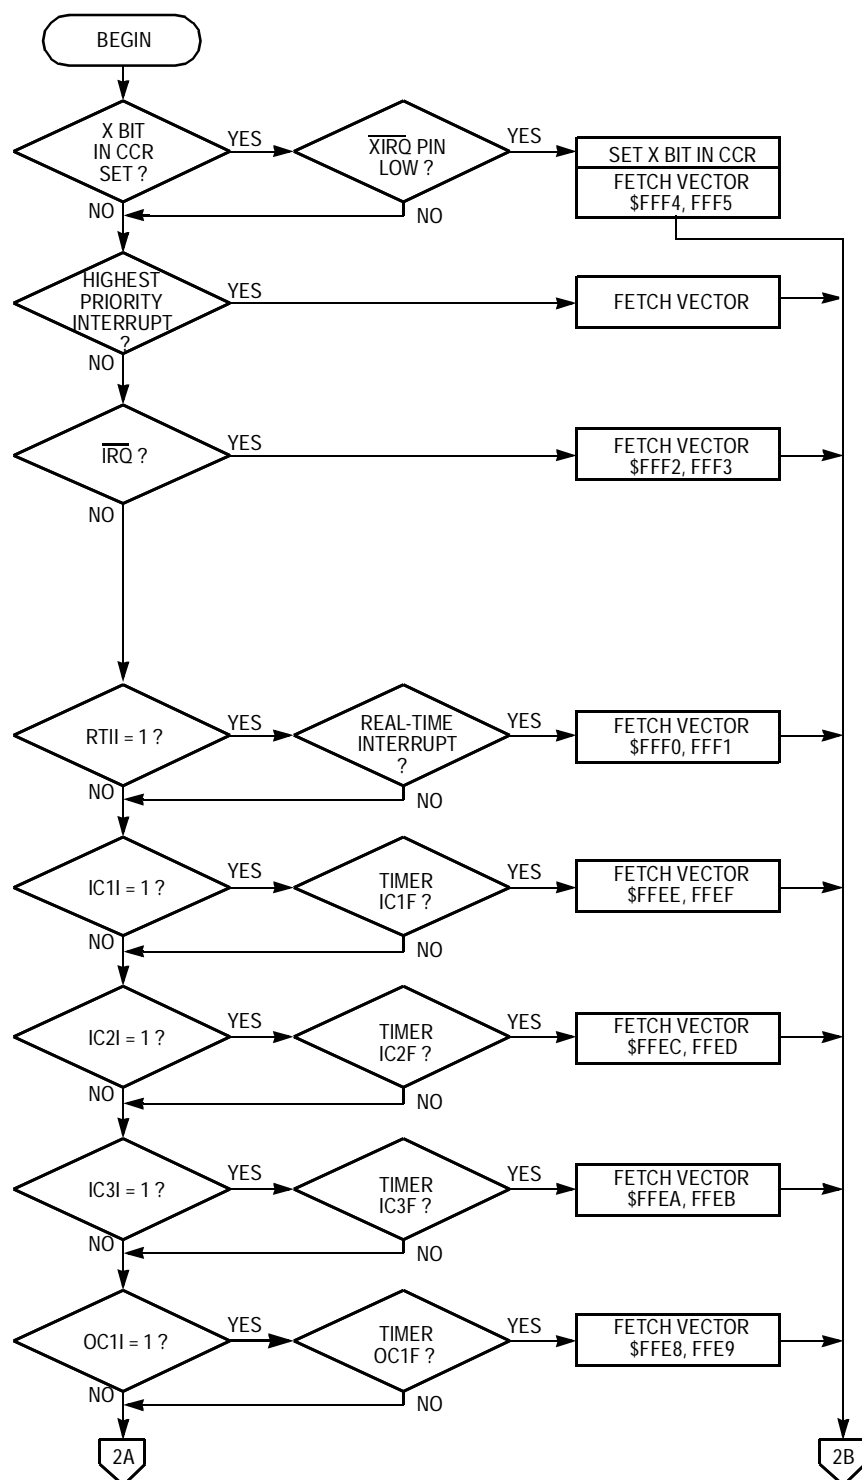 BEGIN
X BIT
IN CCR
SET ?
YES
XIRQ PIN
LOW ?
YES
SET X BIT IN CCR
FETCH VECTOR
$FFF4, FFF5
NO
NO
HIGHEST
PRIORITY
INTERRUPT
?
YES
FETCH VECTOR
NO
IRQ ?
YES
FETCH VECTOR
$FFF2, FFF3
NO
RTII = 1 ?
YES
REAL-TIME
INTERRUPT
?
YES
FETCH VECTOR
$FFF0, FFF1
NO
NO
IC1I = 1 ?
YES
TIMER
IC1F ?
YES
FETCH VECTOR
$FFEE, FFEF
NO
NO
IC2I = 1 ?
YES
TIMER
IC2F ?
YES
FETCH VECTOR
$FFEC, FFED
NO
NO
IC3I = 1 ?
YES
TIMER
IC3F ?
YES
FETCH VECTOR
$FFEA, FFEB
NO
NO
OC1I = 1 ?
YES
TIMER
OC1F ?
YES
FETCH VECTOR
$FFE8, FFE9
NO
NO
2A
2B